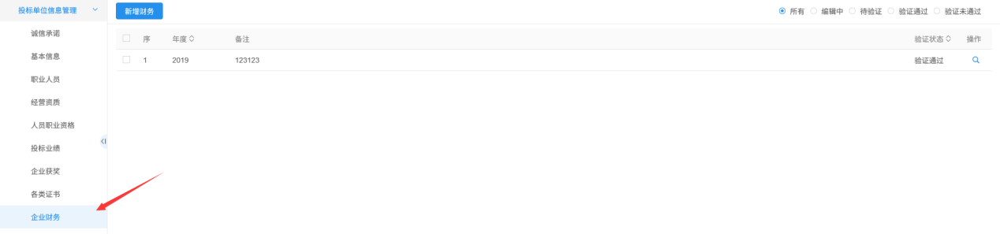 投标单位信息管理
诚信承诺
基本信息
职业人员
经营资质
人员职业资格
投标业绩
企业获奖
各类证书
企业财务
新增财务
所有 编辑中 待验证 验证通过 验证未通过
序 年度 备注 验证状态 操作
1 2019 123123 验证通过